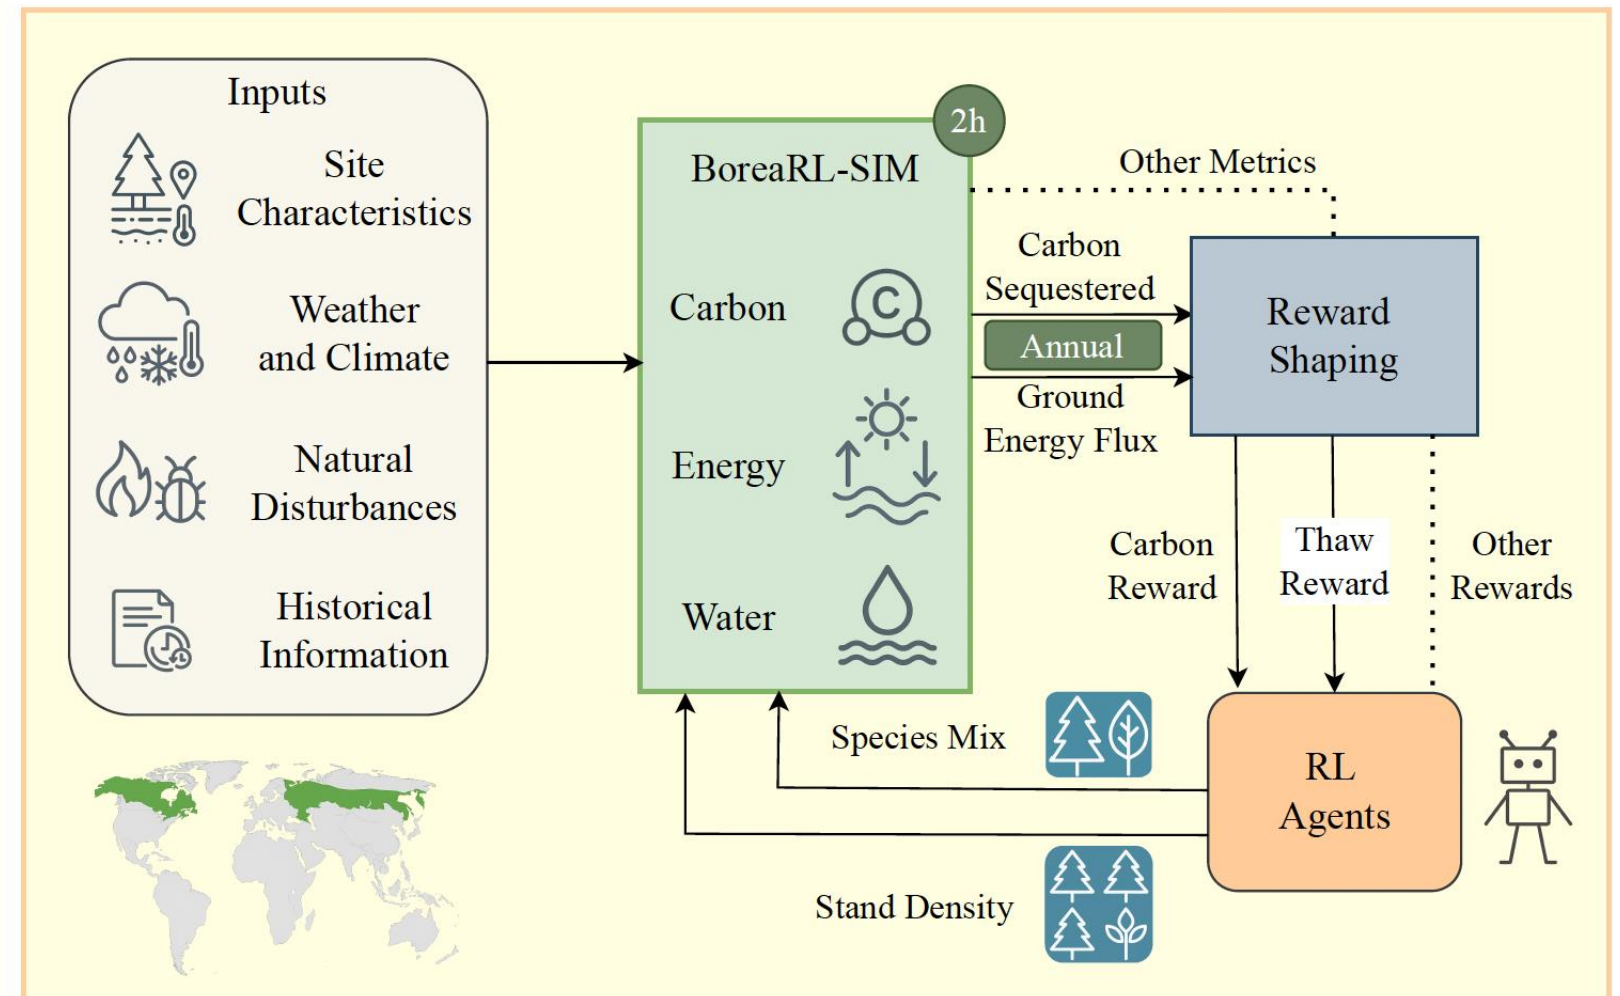 Inputs
Site
Characteristics
Weather
and Climate
Natural
Disturbances
Historical
Information
2h
BoreaRL-SIM
Carbon
C
Energy
Water
Other Metrics
Carbon
Sequestered
Annual
Ground
Energy Flux
Reward
Shaping
Carbon
Reward
Thaw
Reward
Other
Rewards
Species Mix
Stand Density
RL
Agents